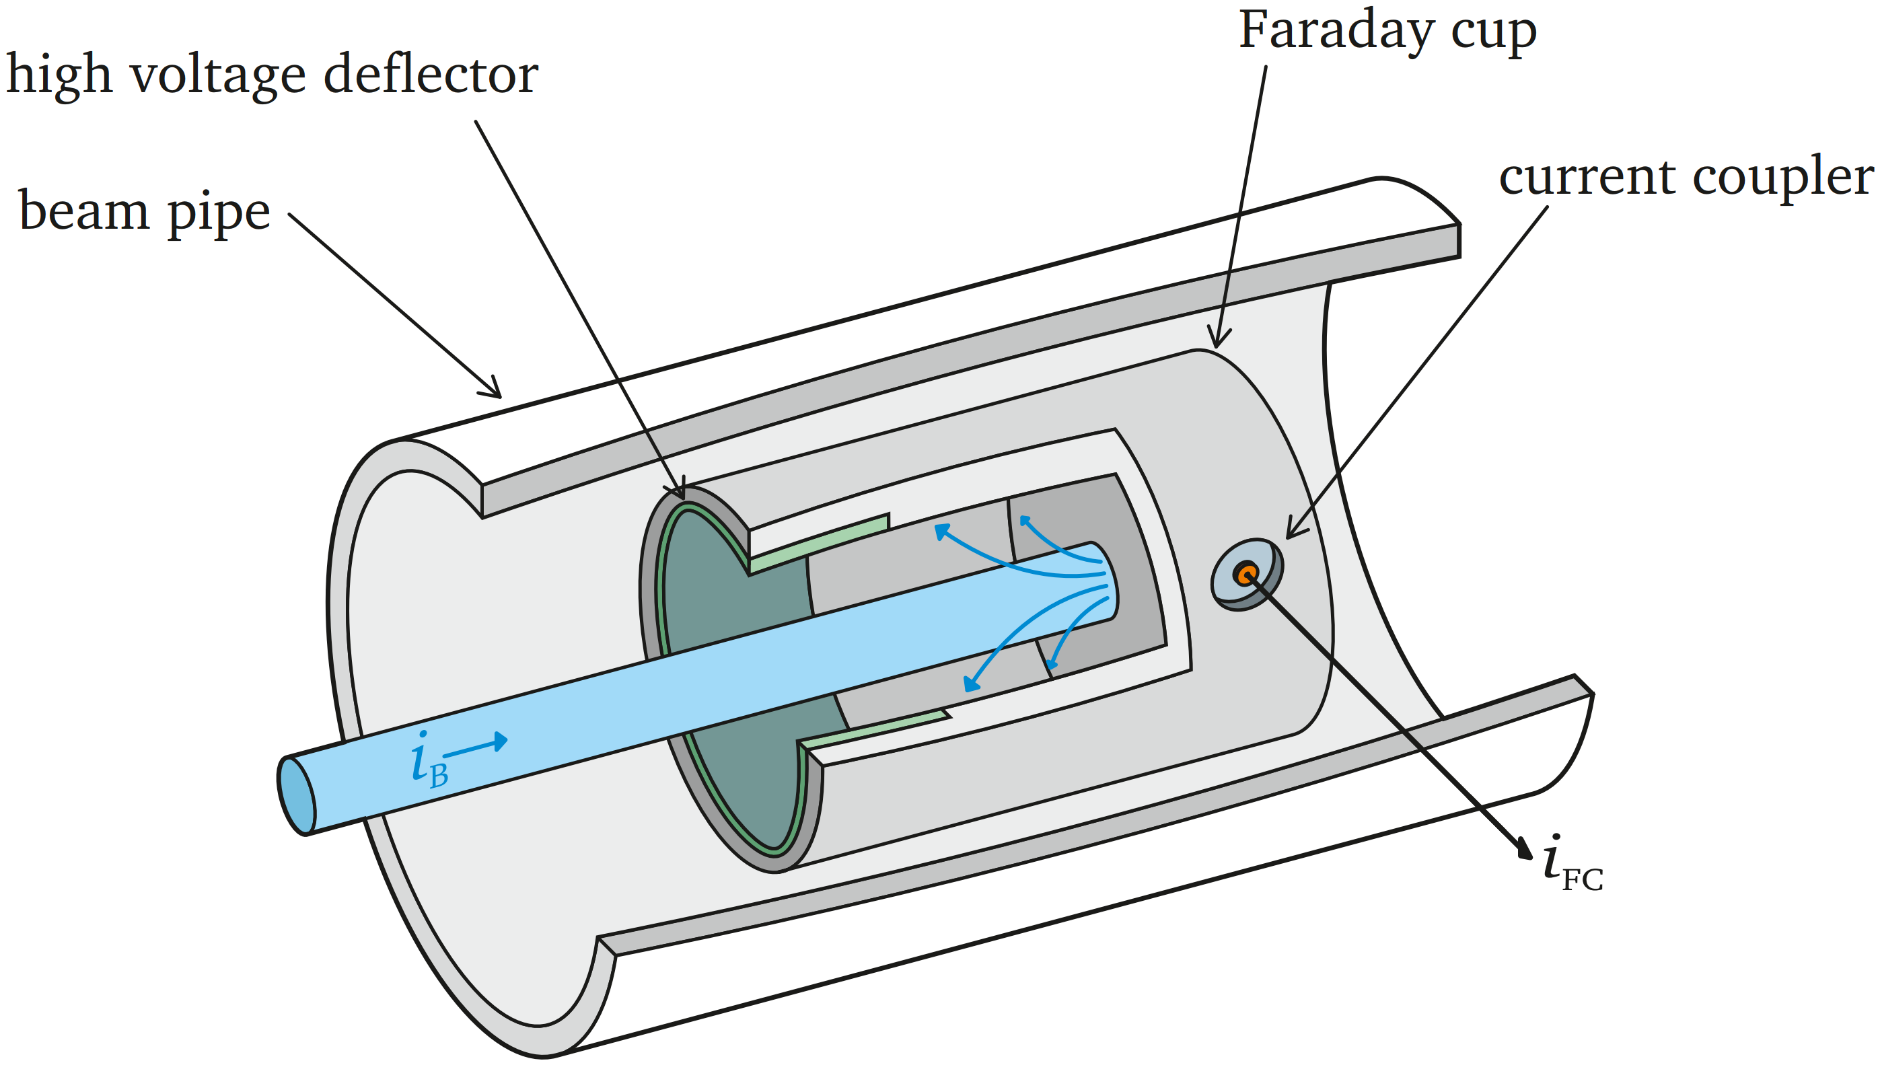 Faraday cup
high voltage deflector
current coupler
beam pipe
iB
iFC